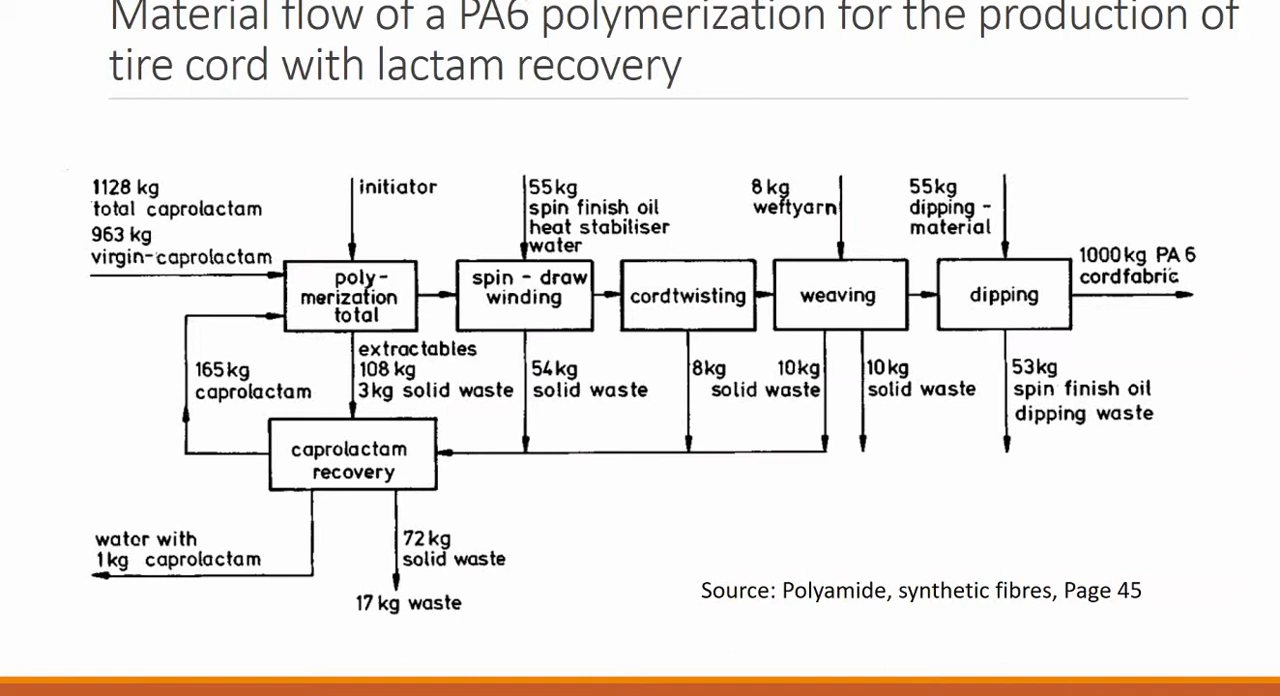 Material flow of a PA6 polymerization for the production of
tire cord with lactam recovery
1128 kg
total caprolactam
963 kg
virgin-caprolactam
initiator
55kg
spin finish oil
heat stabiliser
water
8kg
weftyarn
55kg
dipping -
material
1000kg PA 6
cordfabric
poly-
merization
total
spin - draw
winding
cordtwisting
weaving
dipping
165kg
caprolactam
extractables
108 kg
3kg solid waste
54kg
solid waste
8kg 10kg
solid waste
10kg
solid waste
53kg
spin finish oil
dipping waste
caprolactam
recovery
water with
1kg caprolactam
72kg
solid waste
17 kg waste
Source: Polyamide, synthetic fibres, Page 45